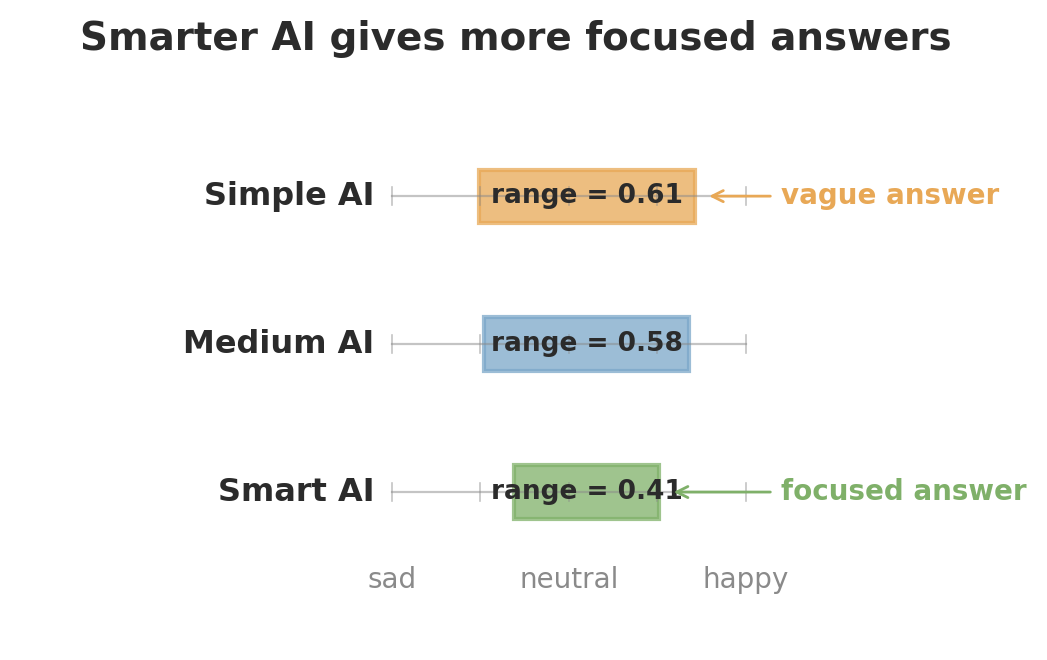 Smarter AI gives more focused answers
Simple AI
range = 0.61
vague answer
Medium AI
range = 0.58
Smart AI
range = 0.41
focused answer
sad
neutral
happy